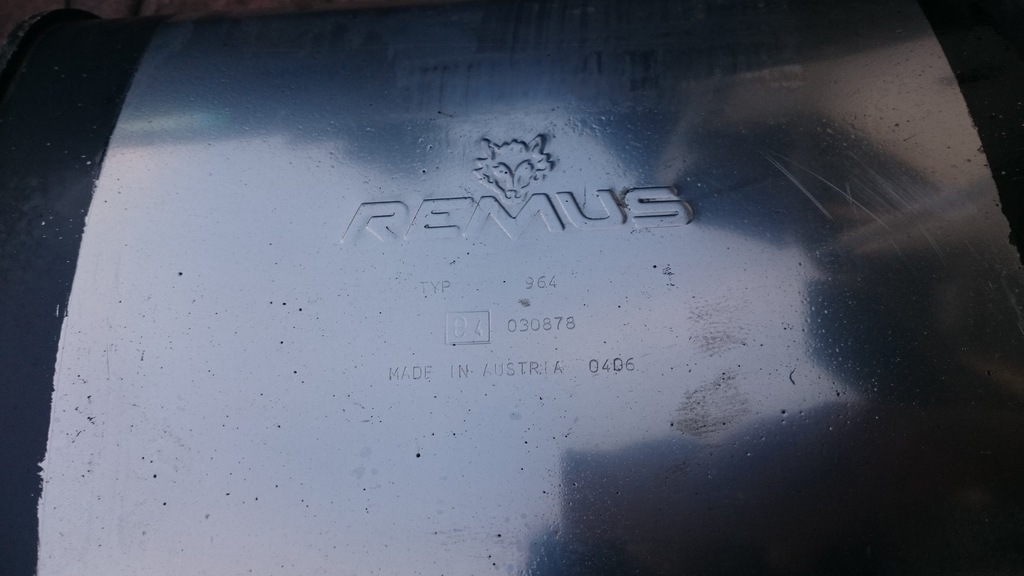 REMUS
TYP 964
04 030878
MADE IN AUSTRIA 0406